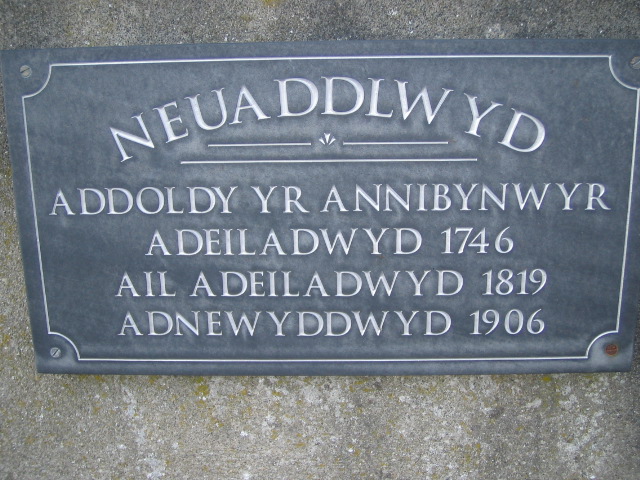 NEUADDLWYD
ADDOLDY YR ANNIBYNWYR
ADEILADWYD 1746
AIL ADEILADWYD 1819
ADNEWYDDWYD 1906